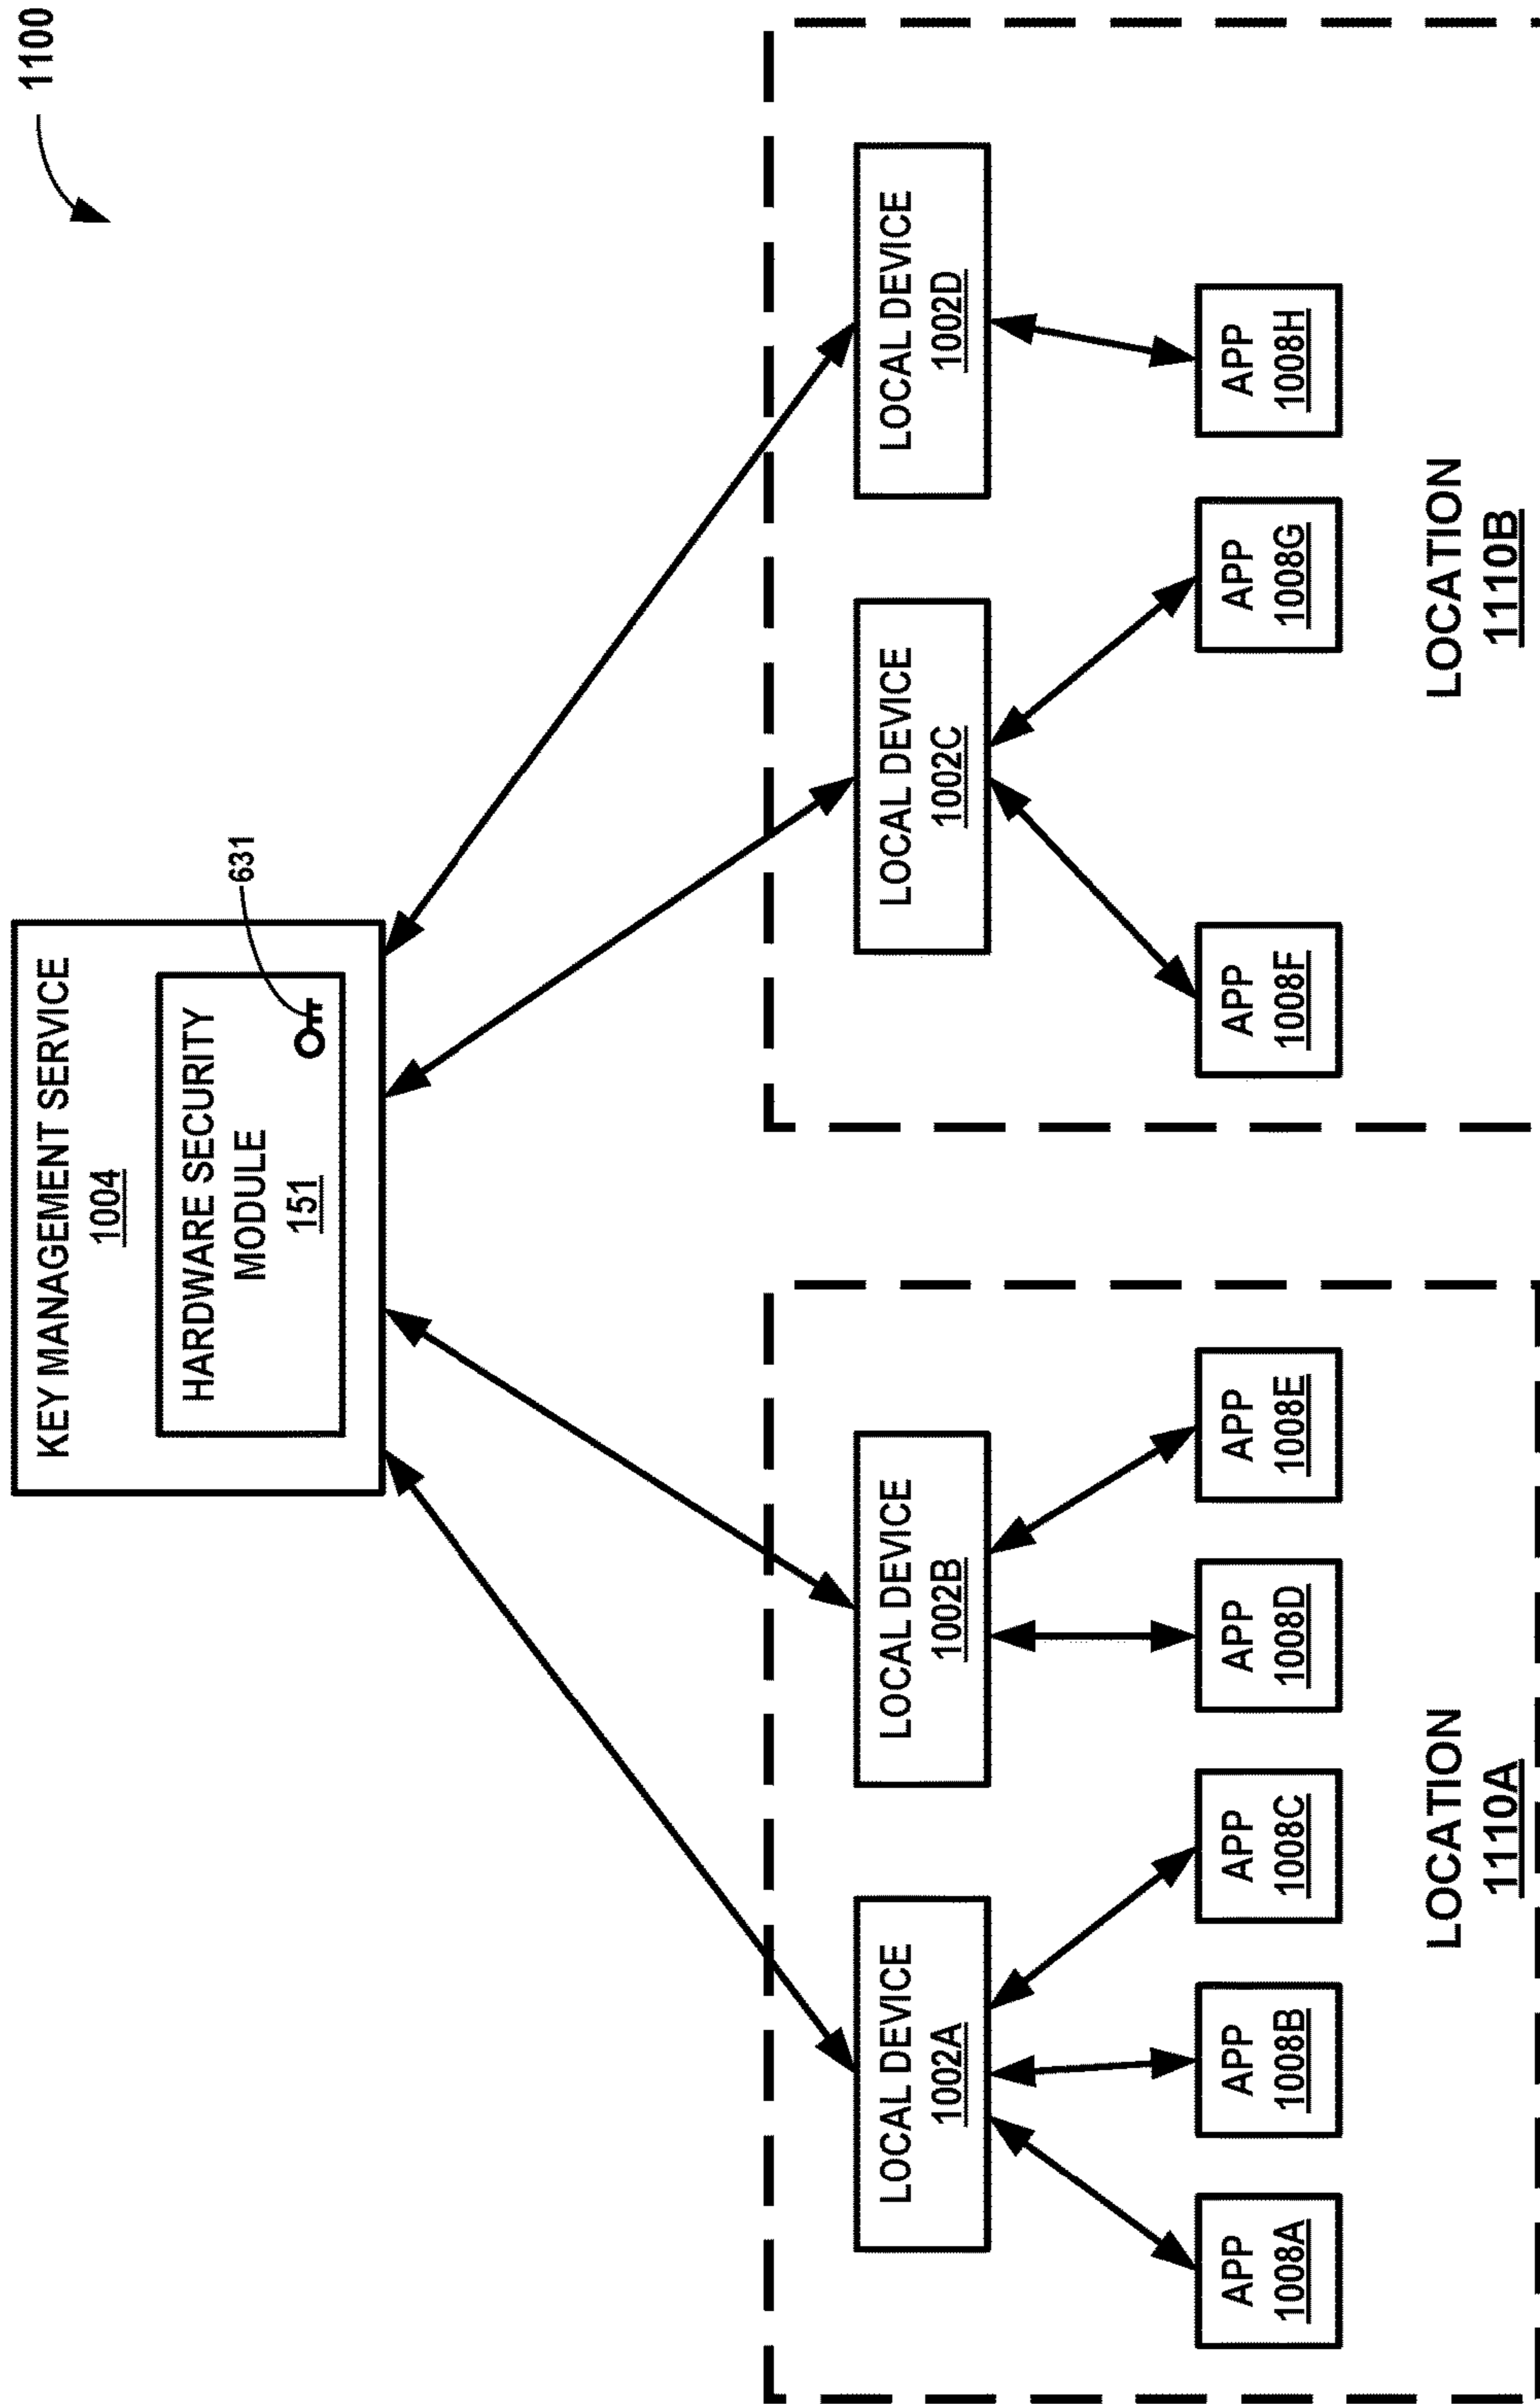 1100
KEY MANAGEMENT SERVICE
1004
HARDWARE SECURITY
MODULE
151
631
LOCAL DEVICE
1002A
LOCAL DEVICE
1002B
LOCAL DEVICE
1002C
LOCAL DEVICE
1002D
APP
1008A
APP
1008B
APP
1008C
APP
1008D
APP
1008E
APP
1008F
APP
1008G
APP
1008H
LOCATION
1110A
LOCATION
1110B